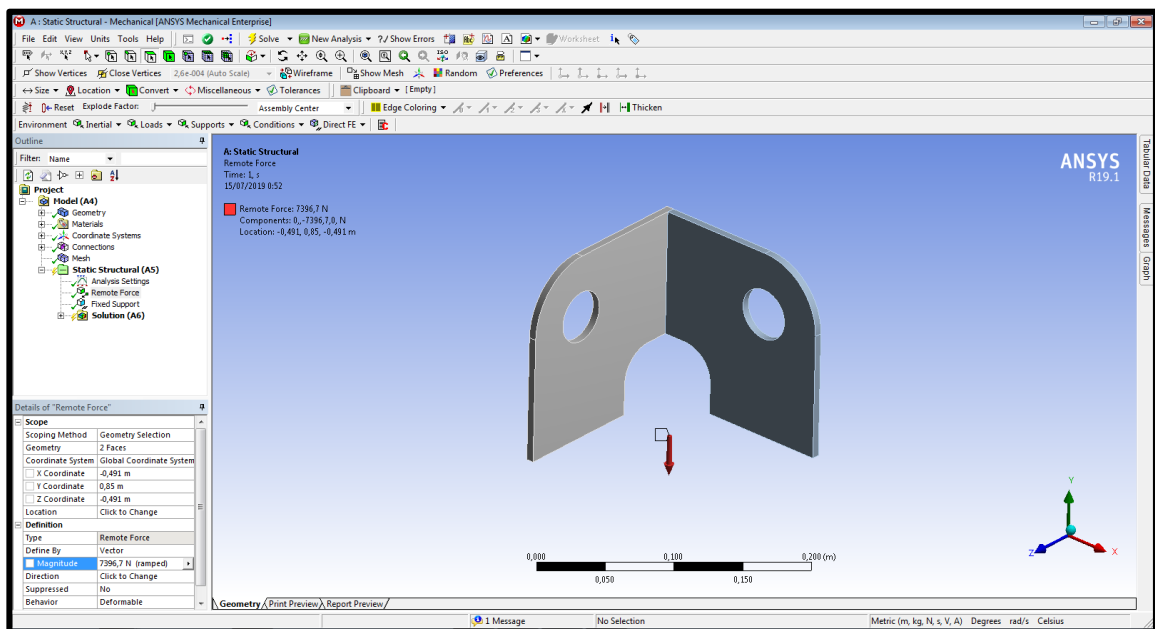 A : Static Structural - Mechanical [ANSYS Mechanical Enterprise]
File Edit View Units Tools Help Solve New Analysis ?/ Show Errors Worksheet
Show Vertices Close Vertices 2,6e-004 (Auto Scale) Wireframe Show Mesh Random Preferences
Size Location Convert Miscellaneous Tolerances Clipboard [Empty]
Reset Explode Factor: Assembly Center Edge Coloring Thicken
Environment Inertial Loads Supports Conditions Direct FE
Outline
Filter: Name
Project
Model (A4)
Geometry
Materials
Coordinate Systems
Connections
Mesh
Static Structural (A5)
Analysis Settings
Remote Force
Fixed Support
Solution (A6)
Details of "Remote Force"
Scope
Scoping Method Geometry Selection
Geometry 2 Faces
Coordinate System Global Coordinate System
X Coordinate -0,491 m
Y Coordinate 0,85 m
Z Coordinate -0,491 m
Location Click to Change
Definition
Type Remote Force
Define By Vector
Magnitude 7396,7 N (ramped)
Direction Click to Change
Suppressed No
Behavior Deformable
A: Static Structural
Remote Force
Time: 1, s
15/07/2019 0:52
Remote Force: 7396,7 N
Components: 0,,-7396,7,0, N
Location: -0,491, 0,85, -0,491 m
ANSYS
R19.1
0,000 0,100 0,200 (m)
0,050 0,150
Y
Z X
Geometry Print Preview Report Preview
Tabular Data
Messages
Graph
1 Message No Selection Metric (m, kg, N, s, V, A) Degrees rad/s Celsius